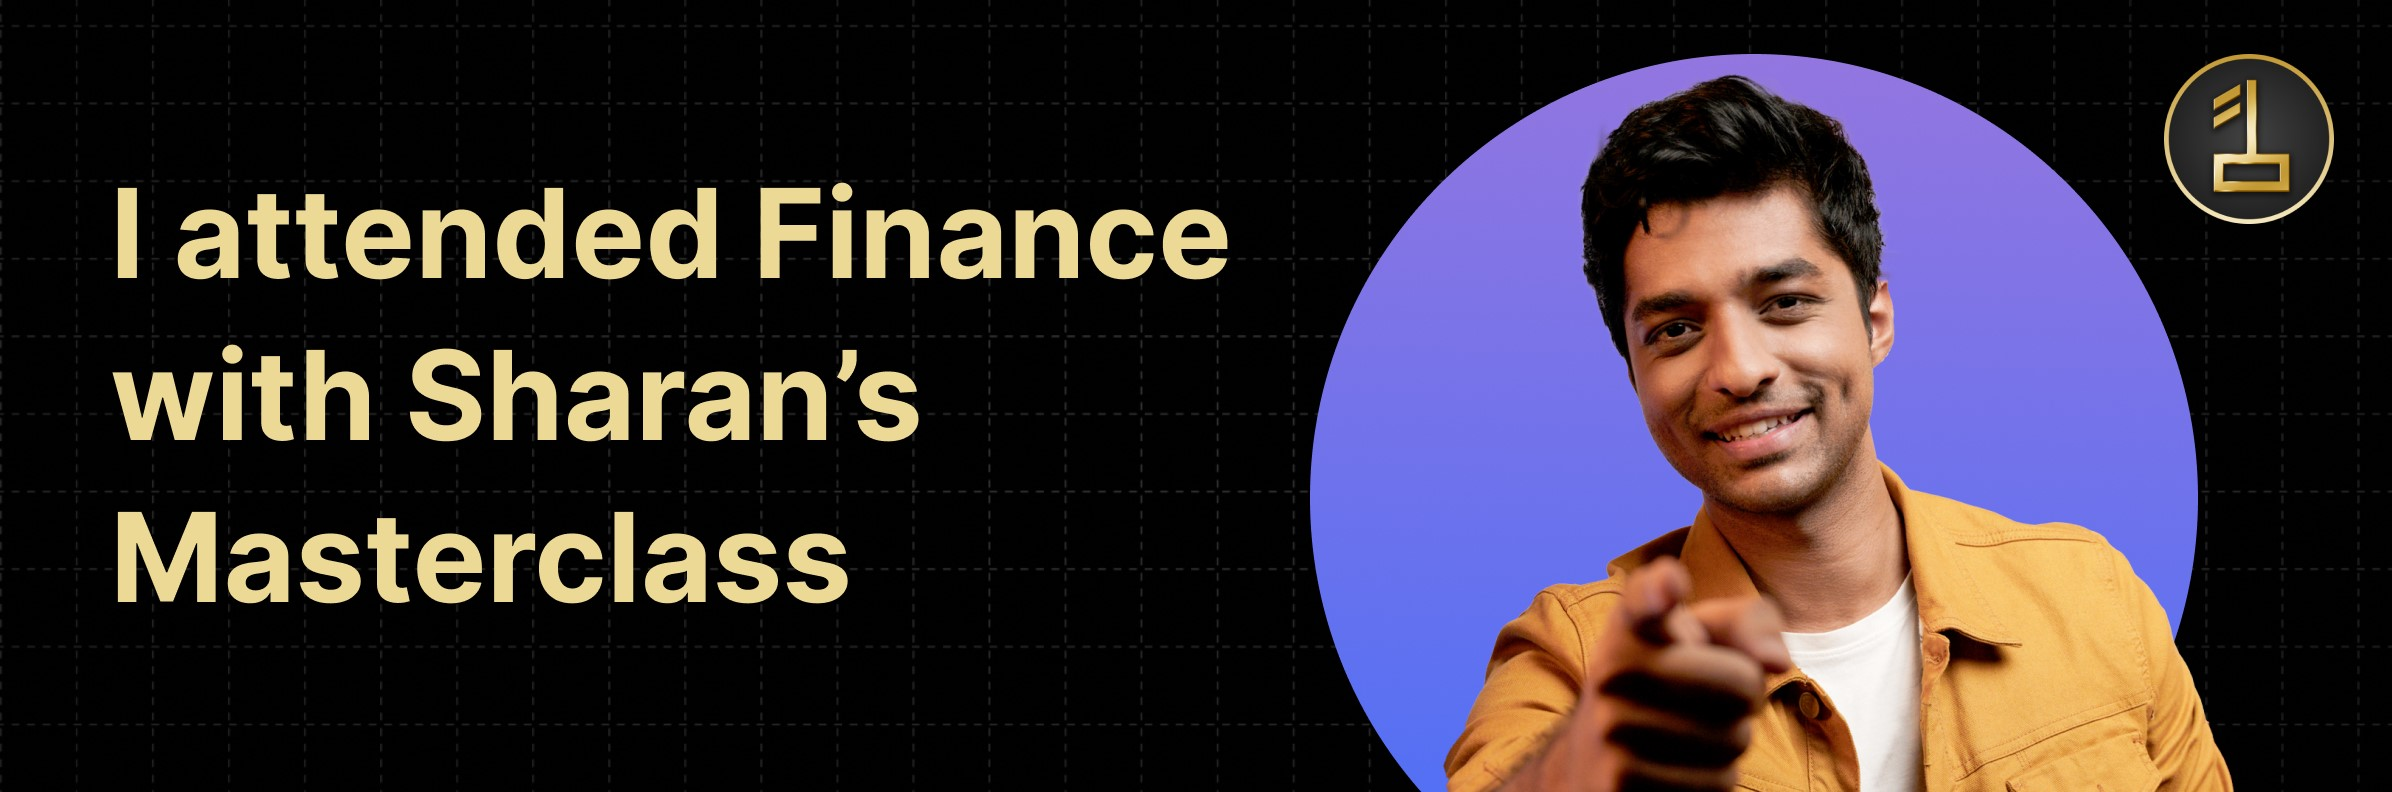 I attended Finance
with Sharan’s
Masterclass